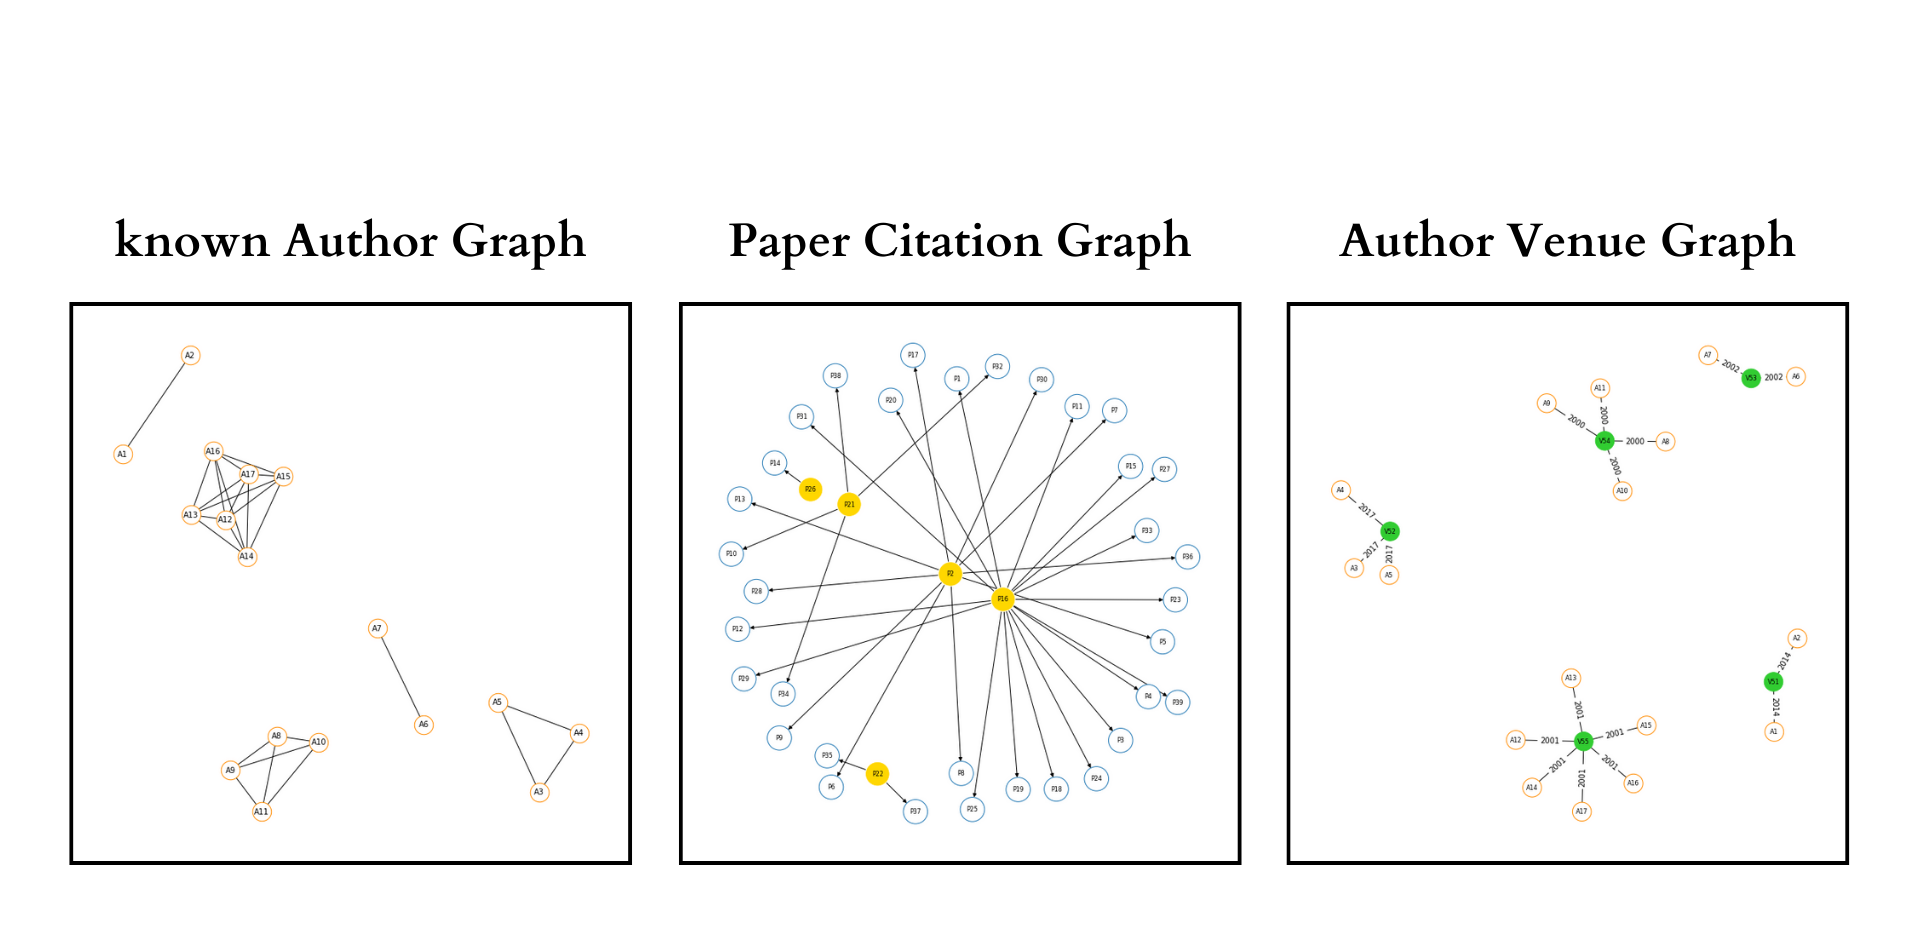 known Author Graph
Paper Citation Graph
Author Venue Graph
A2
A1
A16
A17
A15
A13
A12
A14
A7
A6
A5
A4
A3
A8
A10
A9
A11
P17
P32
P38
P1
P30
P20
P11
P7
P31
P14
P15
P27
P26
P13
P21
P33
P10
P36
P2
P28
P16
P23
P12
P5
P29
P34
P4
P39
P9
P3
P35
P22
P8
P24
P6
P19
P18
P37
P25
A7
2002
V53
2002
A6
A11
A9
2000
2000
V54
2000
A8
2000
A10
A4
2017
V52
2017
2017
A3
A5
A2
2014
V51
2014
A1
A13
2001
A15
2001
A12
2001
V55
2001
2001
2001
A14
A16
A17